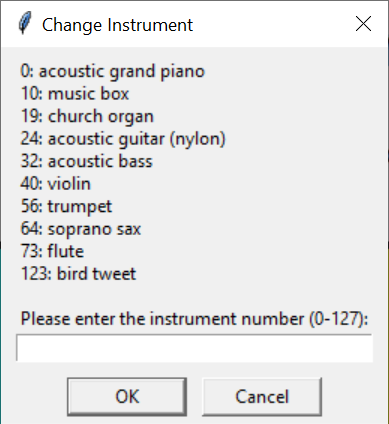 Change Instrument
0: acoustic grand piano
10: music box
19: church organ
24: acoustic guitar (nylon)
32: acoustic bass
40: violin
56: trumpet
64: soprano sax
73: flute
123: bird tweet
Please enter the instrument number (0-127):
OK Cancel